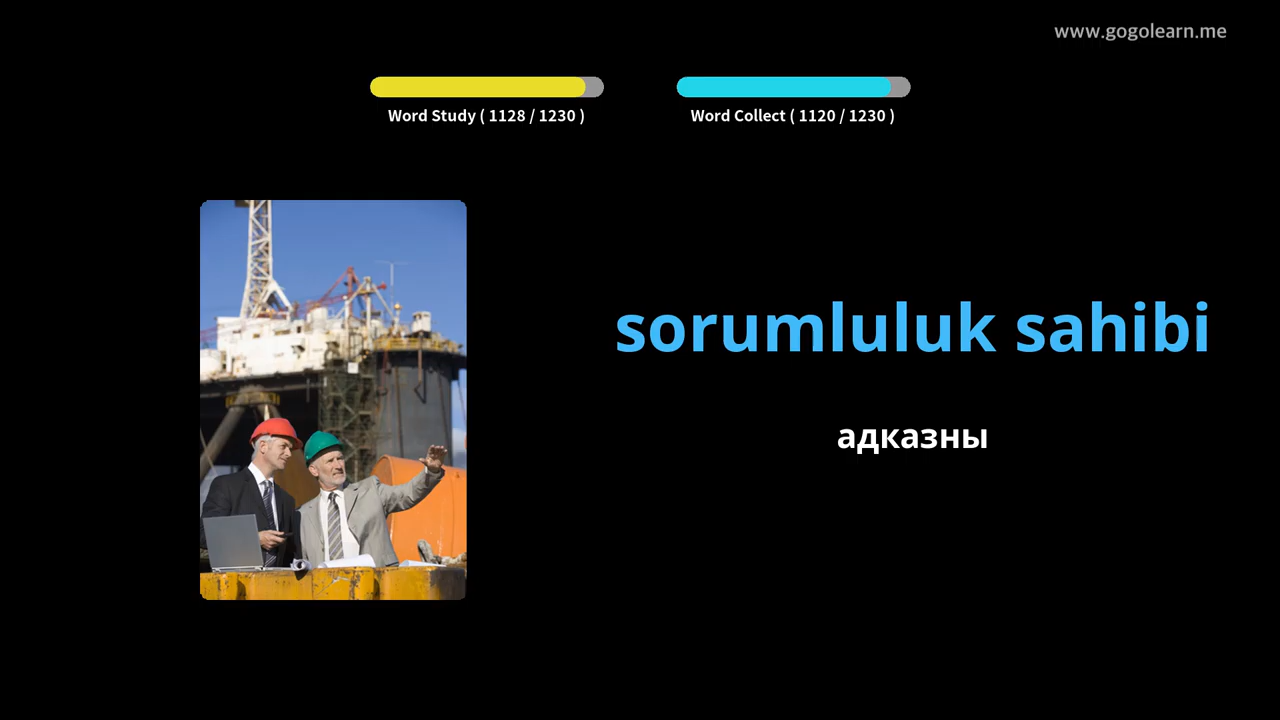 www.gogolearn.me
Word Study ( 1128 / 1230 )
Word Collect ( 1120 / 1230 )
sorumluluk sahibi
адказны